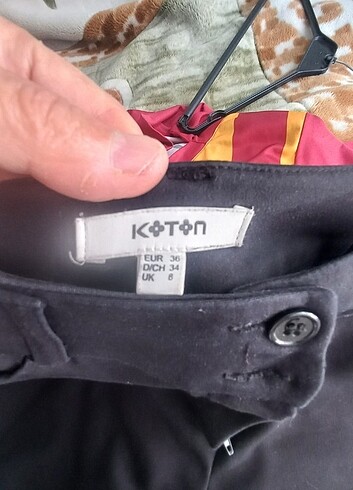 KOTON
EUR 36
D/CH 34
UK 8